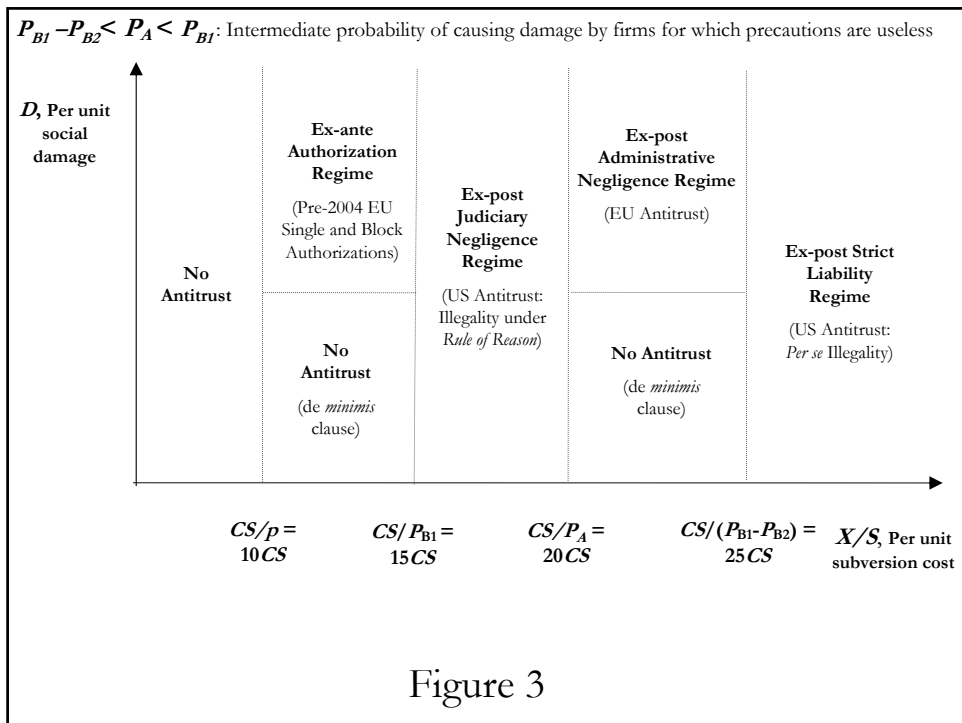 P_B1 –P_B2< P_A < P_B1: Intermediate probability of causing damage by firms for which precautions are useless
D, Per unit
social
damage
No
Antitrust
Ex-ante
Authorization
Regime
(Pre-2004 EU
Single and Block
Authorizations)
No
Antitrust
(de minimis
clause)
Ex-post
Judiciary
Negligence
Regime
(US Antitrust:
Illegality under
Rule of Reason)
Ex-post
Administrative
Negligence Regime
(EU Antitrust)
No Antitrust
(de minimis
clause)
Ex-post Strict
Liability
Regime
(US Antitrust:
Per se Illegality)
CS/p =
10CS
CS/P_B1 =
15CS
CS/P_A =
20CS
CS/(P_B1-P_B2) =
25CS
X/S, Per unit
subversion cost
Figure 3